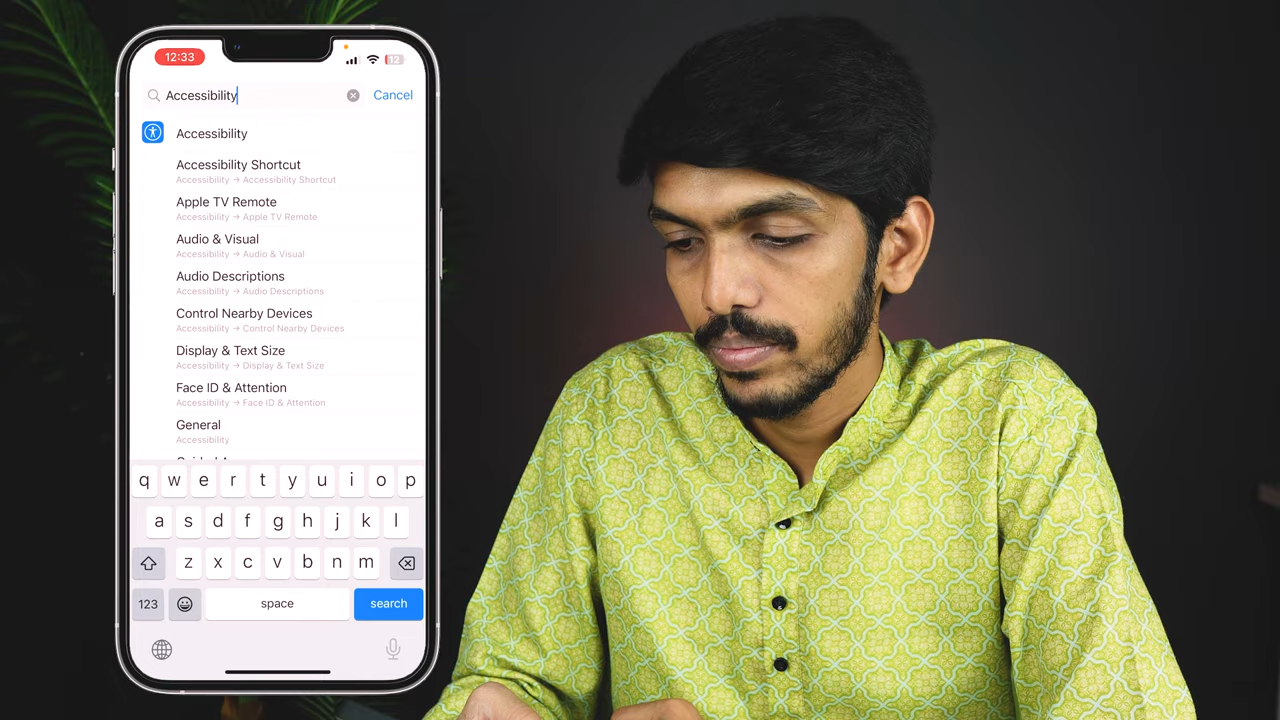 12:33
12
Accessibility
Cancel
Accessibility
Accessibility Shortcut
Accessibility → Accessibility Shortcut
Apple TV Remote
Accessibility → Apple TV Remote
Audio & Visual
Accessibility → Audio & Visual
Audio Descriptions
Accessibility → Audio Descriptions
Control Nearby Devices
Accessibility → Control Nearby Devices
Display & Text Size
Accessibility → Display & Text Size
Face ID & Attention
Accessibility → Face ID & Attention
General
Accessibility
q w e r t y u i o p
a s d f g h j k l
z x c v b n m
123
space
search